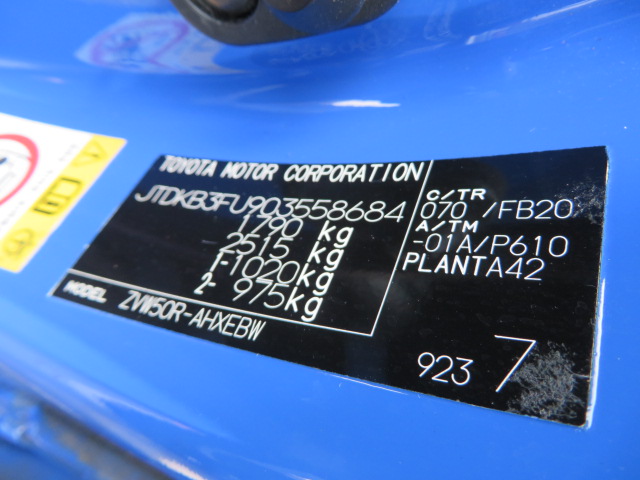 TOYOTA MOTOR CORPORATION
JTDKB3FU903558684
1790 kg
2515 kg
1-1020kg
2- 975kg
MODEL ZVW50R-AHXEBW
C/TR
070 /FB20
A/TM
-01A/P610
PLANTA42
923 7